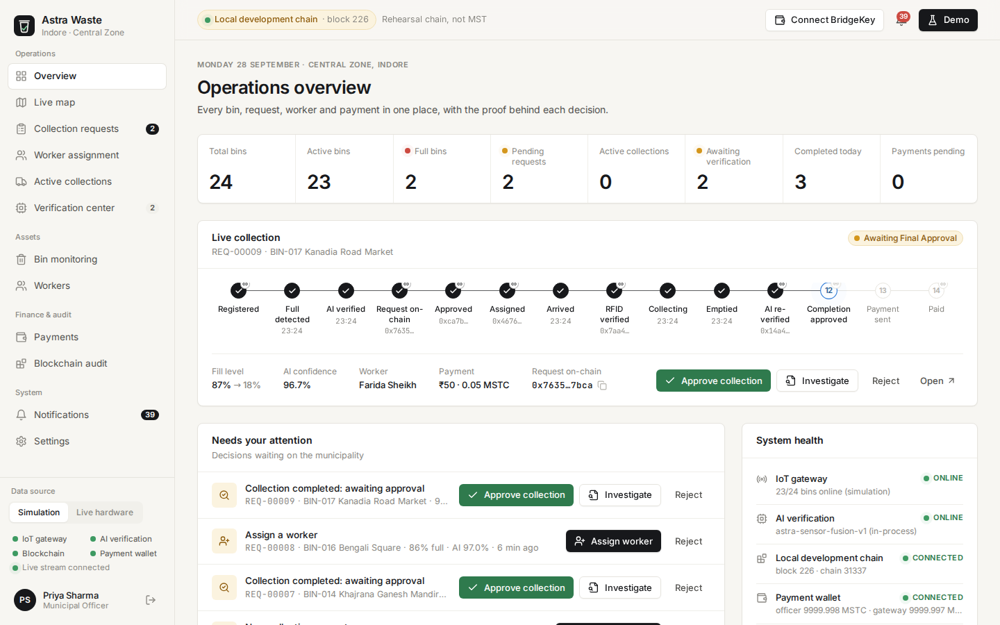 Astra Waste
Indore · Central Zone
Operations
Overview
Live map
Collection requests 2
Worker assignment
Active collections
Verification center 2
Assets
Bin monitoring
Workers
Finance & audit
Payments
Blockchain audit
System
Notifications 39
Settings
Data source
Simulation Live hardware
IoT gateway AI verification
Blockchain Payment wallet
Live stream connected
PS Priya Sharma
Municipal Officer
Local development chain · block 226 Rehearsal chain, not MST
Connect BridgeKey 39 Demo
MONDAY 28 SEPTEMBER · CENTRAL ZONE, INDORE
Operations overview
Every bin, request, worker and payment in one place, with the proof behind each decision.
Total bins
24
Active bins
23
Full bins
2
Pending
requests
2
Active collections
0
Awaiting
verification
2
Completed today
3
Payments pending
0
Live collection
REQ-00009 · BIN-017 Kanadia Road Market
Awaiting Final Approval
Registered
Full
detected
23:24
AI verified
23:24
Request on-
chain
0x7635…
Approved
0xca7b…
Assigned
0x4676…
Arrived
23:24
RFID
verified
0x7aa4…
Collecting
23:24
Emptied
23:24
AI re-
verified
0x14a4…
12
Completion
approved
13
Payment
sent
14
Paid
Fill level
87% → 18%
AI confidence
96.7%
Worker
Farida Sheikh
Payment
₹50 · 0.05 MSTC
Request on-chain
0x7635…7bca
Approve collection Investigate Reject Open
Needs your attention
Decisions waiting on the municipality
Collection completed: awaiting approval
REQ-00009 · BIN-017 Kanadia Road Market · 9…
Approve collection Investigate Reject
Assign a worker
REQ-00008 · BIN-016 Bengali Square · 86% full · AI 97.0% · 6 min ago
Assign worker Reject
Collection completed: awaiting approval
REQ-00007 · BIN-014 Khajrana Ganesh Mandir…
Approve collection Investigate Reject
System health
IoT gateway ONLINE
23/24 bins online (simulation)
AI verification ONLINE
astra-sensor-fusion-v1 (in-process)
Local development chain CONNECTED
block 226 · chain 31337
Payment wallet CONNECTED
officer 9999.998 MSTC · gateway 9999.997 M…